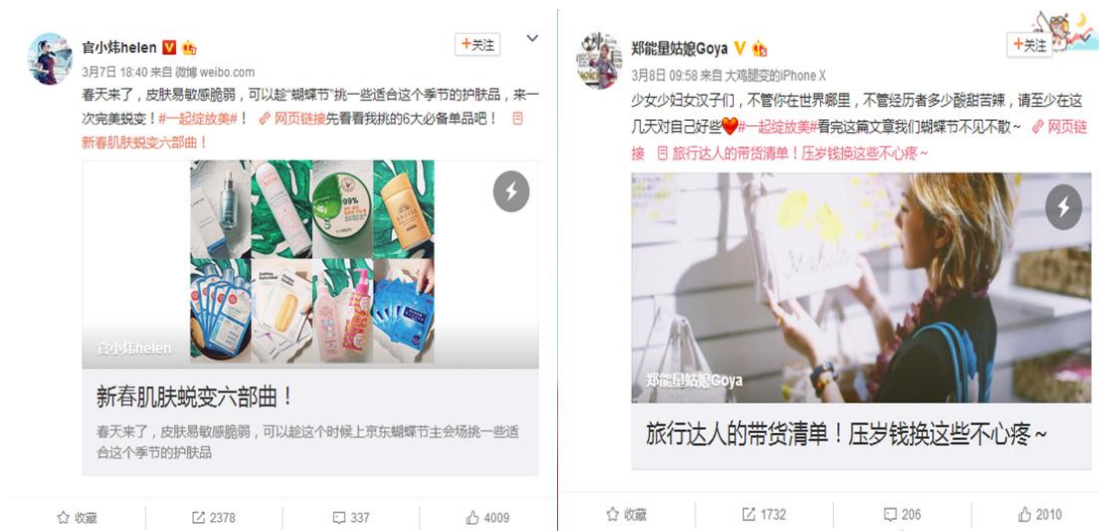 官小炜helen
+关注
3月7日 18:40 来自 微博 weibo.com
春天来了，皮肤易敏感脆弱，可以趁“蝴蝶节”挑一些适合这个季节的护肤品，来一
次完美蜕变！#一起绽放美#！ 网页链接先看看我挑的6大必备单品吧！
新春肌肤蜕变六部曲！
99%
官小炜helen
新春肌肤蜕变六部曲！
春天来了，皮肤易敏感脆弱，可以趁这个时候上京东蝴蝶节主会场挑一些适
合这个季节的护肤品
收藏
2378
337
4009
郑能量姑娘Goya
+关注
3月8日 09:58 来自 大鸡腿变的iPhone X
少女少妇女汉子们，不管你在世界哪里，不管经历者多少酸甜苦辣，请至少在这
几天对自己好些❤#一起绽放美#看完这篇文章我们蝴蝶节不见不散~ 网页链
接 旅行达人的带货清单！压岁钱换这些不心疼~
郑能量姑娘Goya
旅行达人的带货清单！压岁钱换这些不心疼~
收藏
1732
206
2010